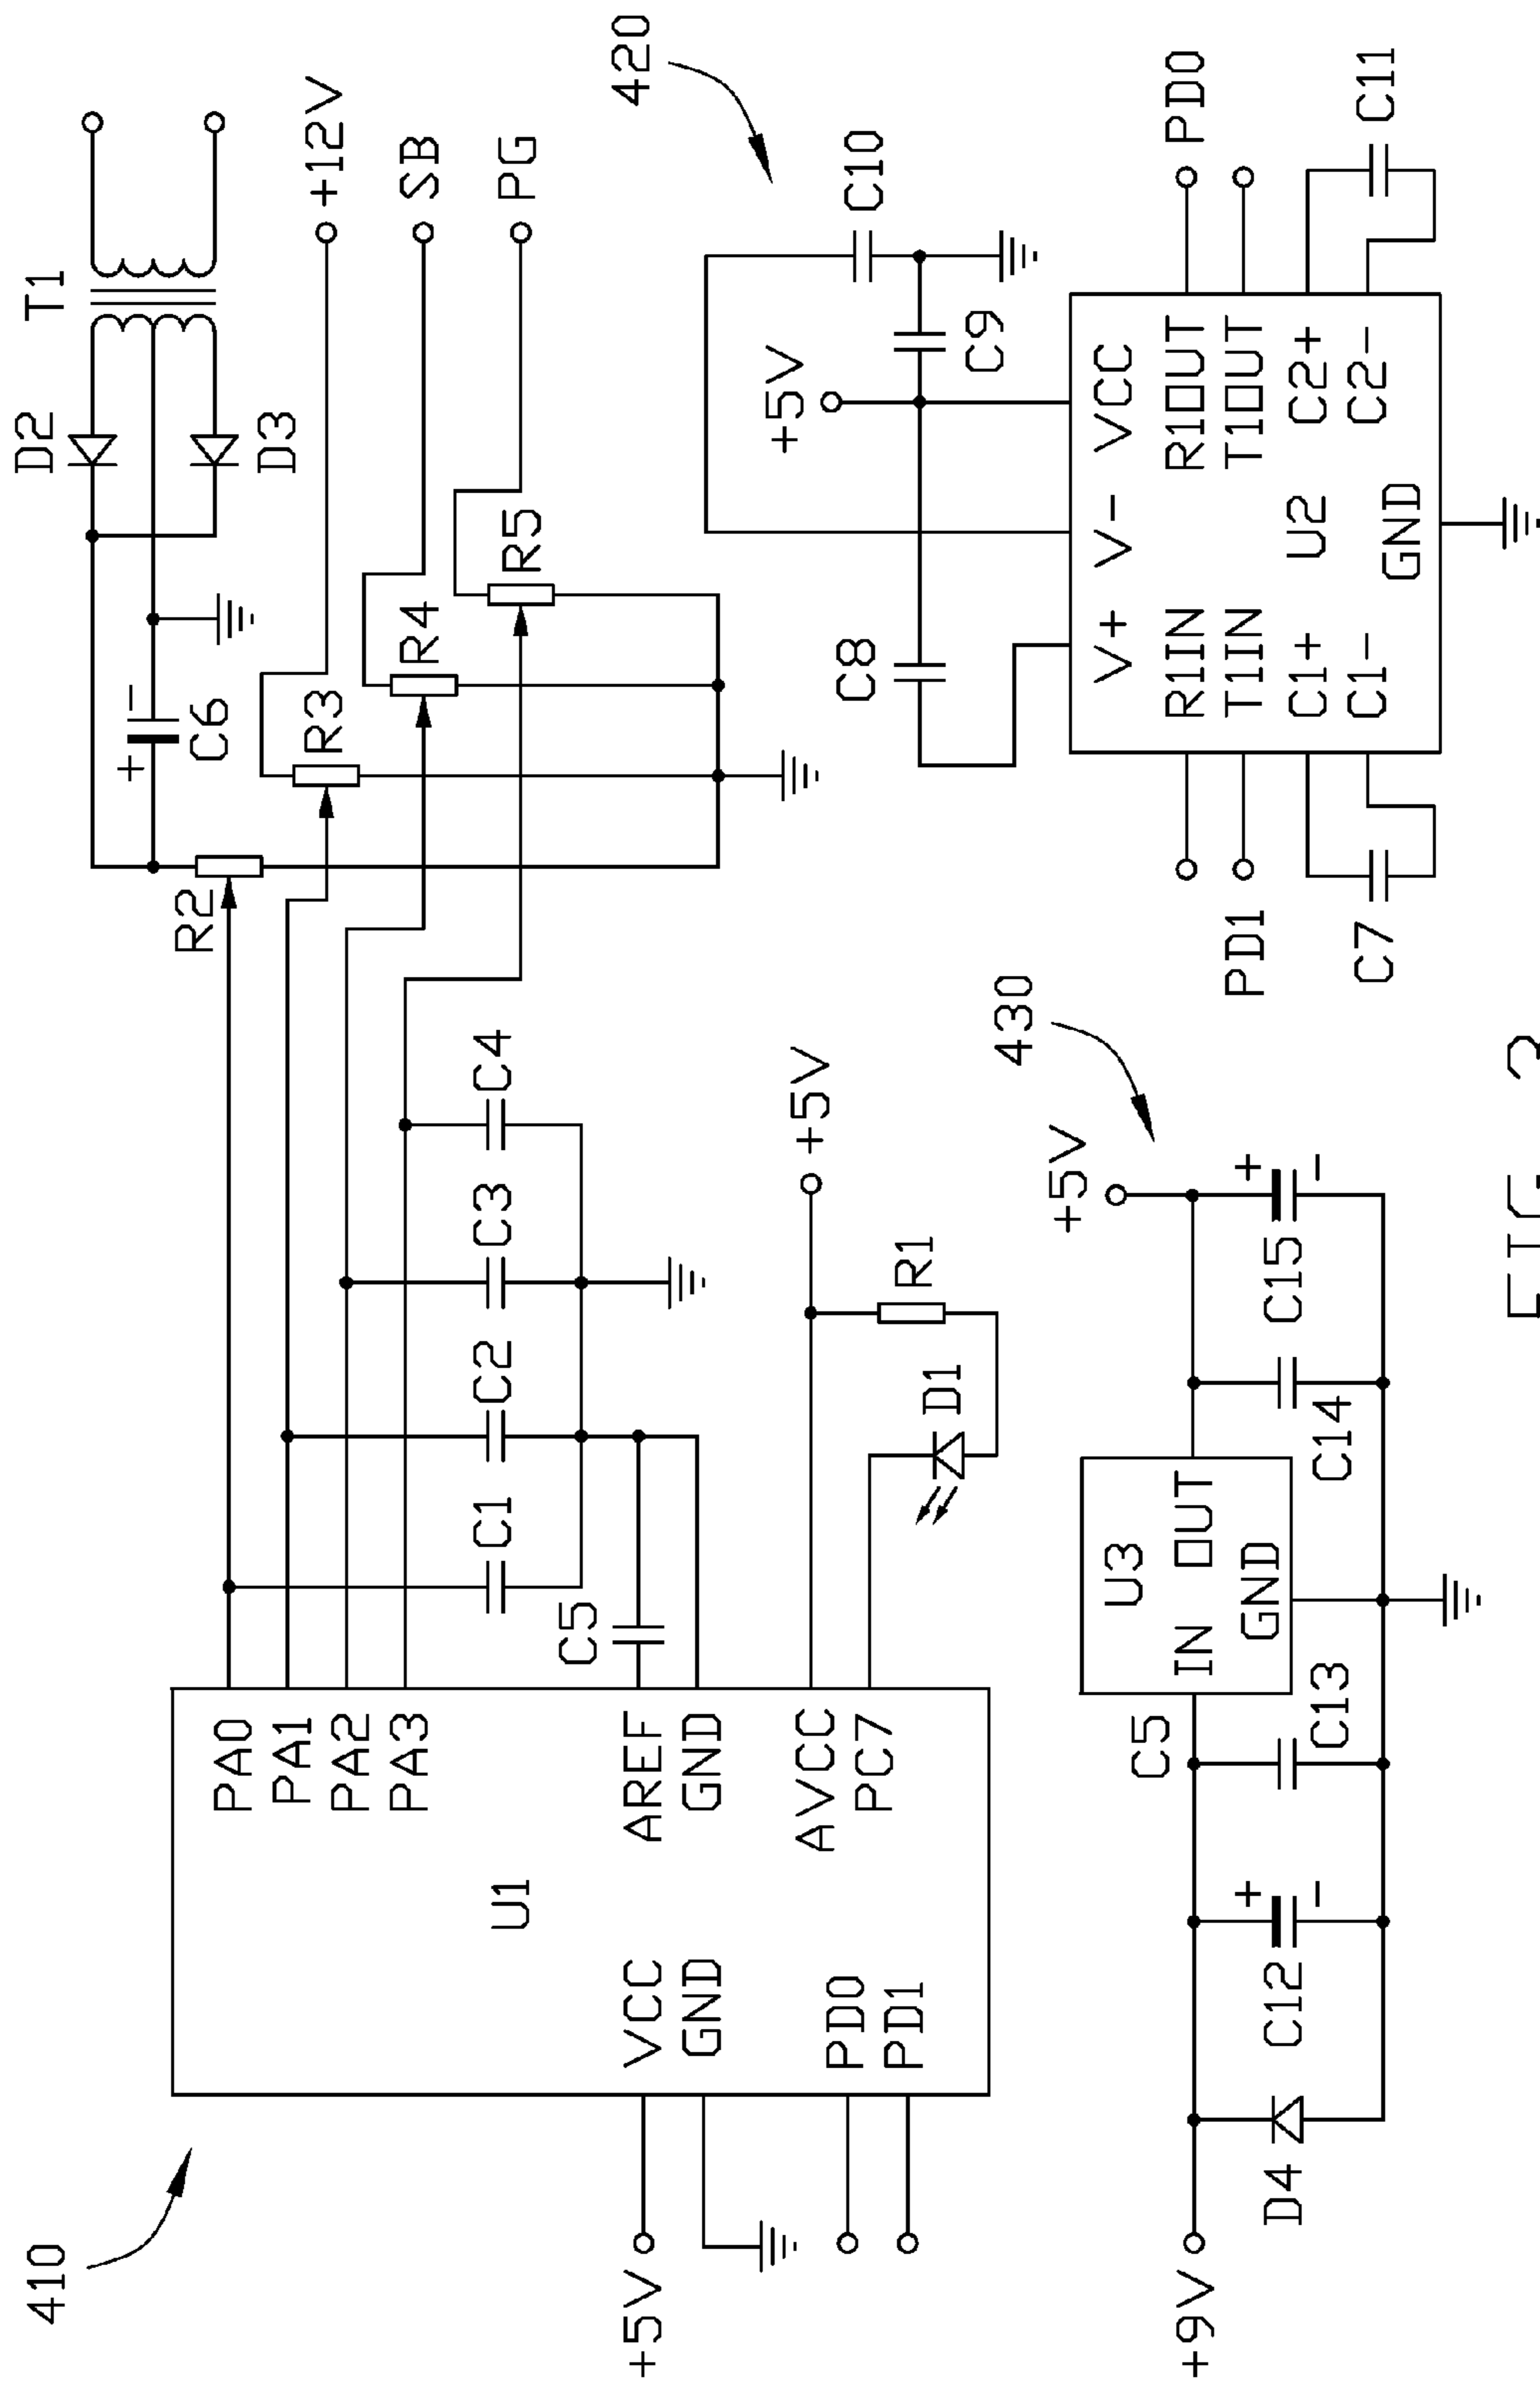 410
T1
D2
D3
+12V
SB
PG
C6
+
-
R2
R3
R4
R5
PA0
PA1
PA2
PA3
C1
C2
C3
C4
C5
AREF
GND
U1
VCC
GND
+5V
PD0
PD1
AVCC
PC7
+5V
R1
D1
420
C10
+5V
C9
C8
V+
V-
VCC
R1IN
R1OUT
PD0
T1IN
T1OUT
PD1
U2
C1+
C2+
C1-
C2-
GND
C7
C11
430
+9V
D4
C12
+
-
C5
C13
U3
IN
OUT
GND
C14
C15
+
-
+5V